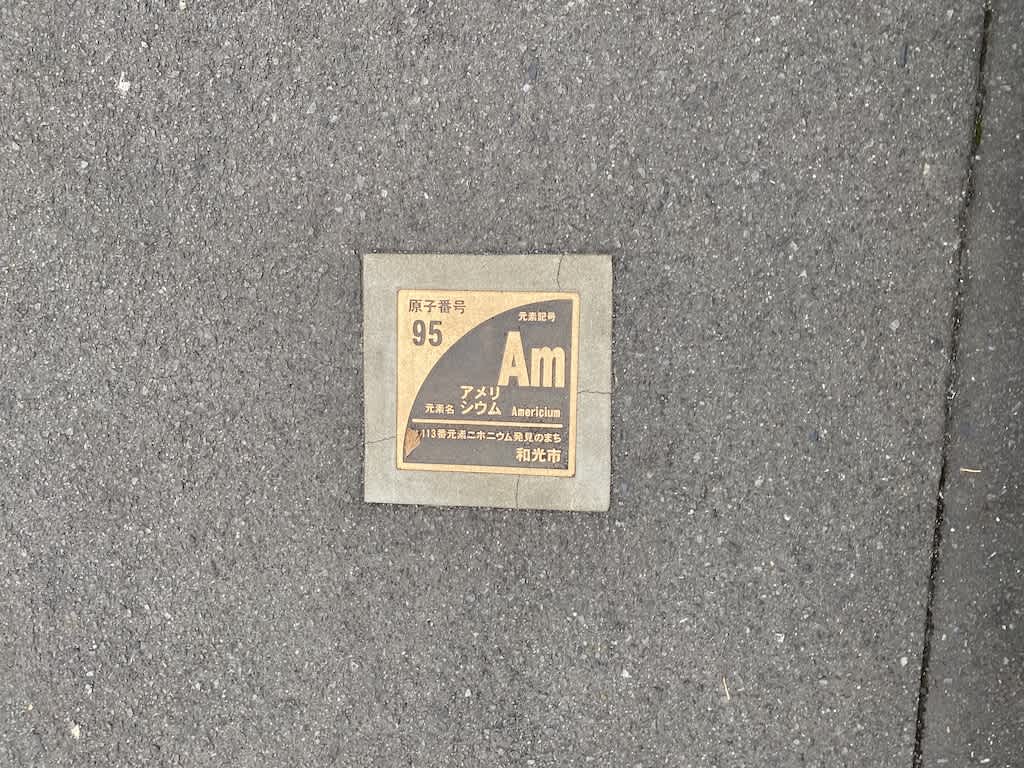 原子番号
95
元素記号
Am
アメリ
元素名 シウム Americium
113番元素ニホニウム発見のまち
和光市